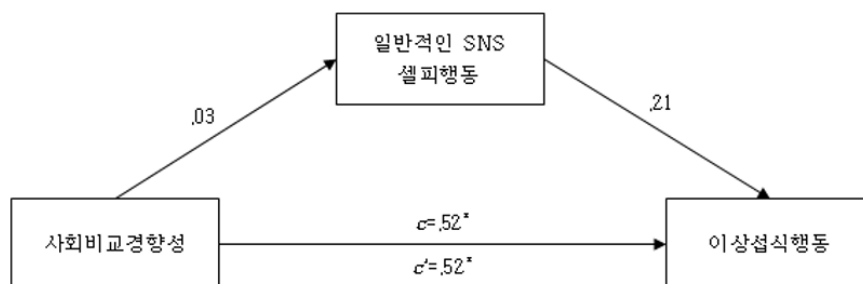 일반적인 SNS
셀피행동
.03
.21
사회비교경향성
c=.52*
c'=.52*
이상섭식행동